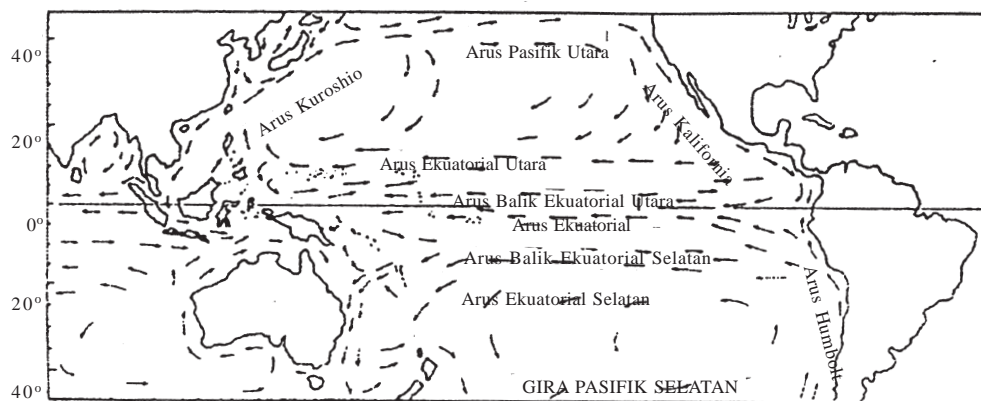 40°
20°
0°
20°
40°
Arus Pasifik Utara
Arus Kuroshio
Arus Kalifornia
Arus Ekuatorial Utara
Arus Balik Ekuatorial Utara
Arus Ekuatorial
Arus Balik Ekuatorial Selatan
Arus Ekuatorial Selatan
Arus Humbolt
GIRA PASIFIK SELATAN